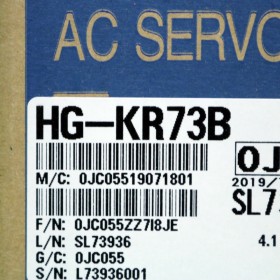 AC SERVO
HG-KR73B
0J
M/C: 0JC05519071801
2019/
SL7
F/N: 0JC055ZZ7I8JE
L/N: SL73936
4.1
G/C: 0JC055
S/N: L73936001